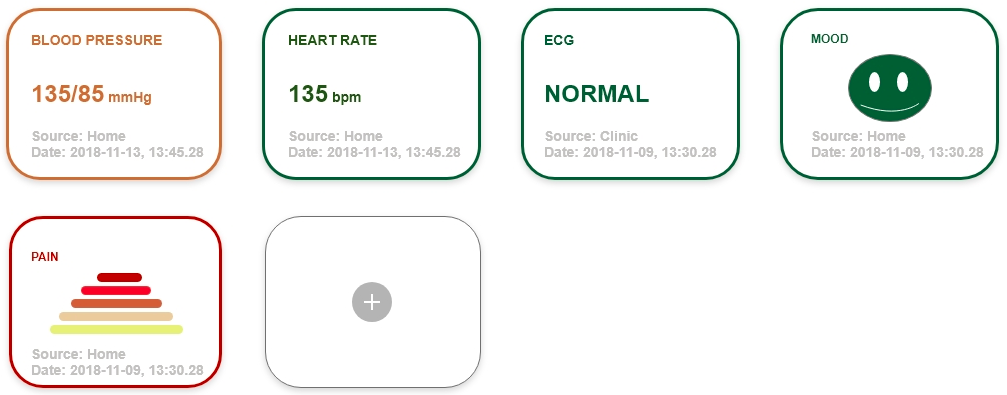 BLOOD PRESSURE
135/85 mmHg
Source: Home
Date: 2018-11-13, 13:45.28
HEART RATE
135 bpm
Source: Home
Date: 2018-11-13, 13:45.28
ECG
NORMAL
Source: Clinic
Date: 2018-11-09, 13:30.28
MOOD
Source: Home
Date: 2018-11-09, 13:30.28
PAIN
Source: Home
Date: 2018-11-09, 13:30.28